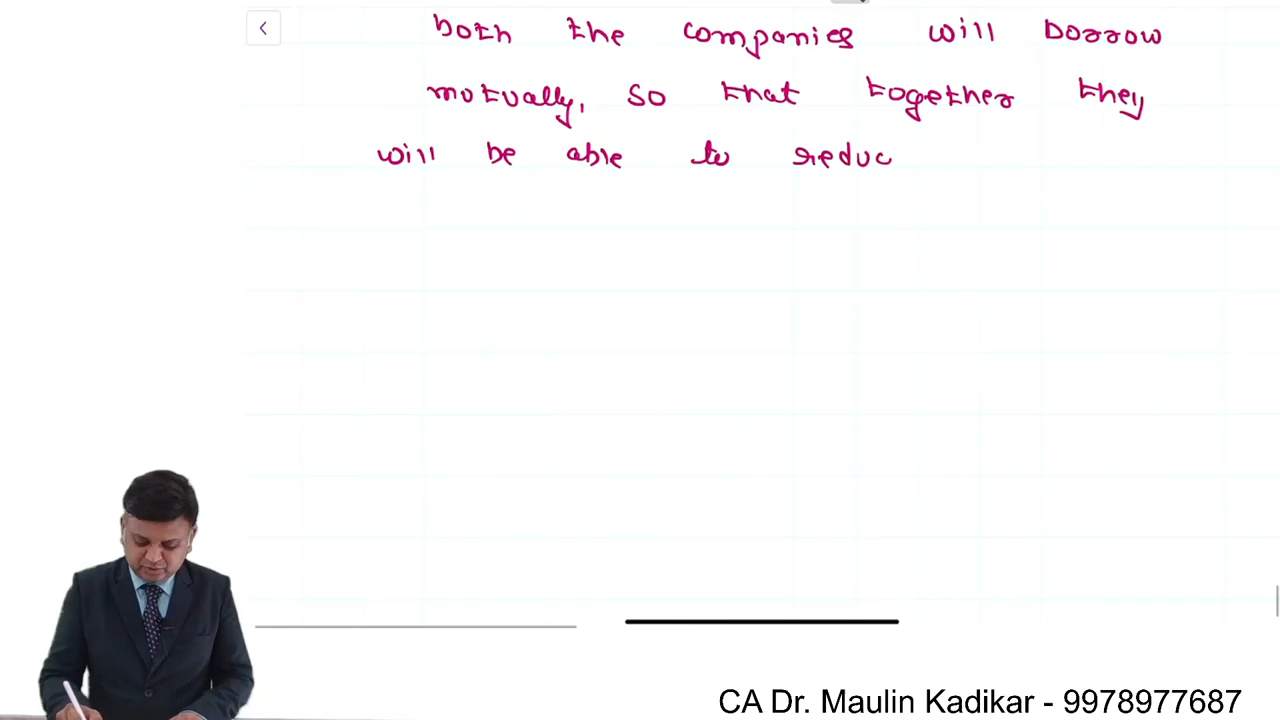 both the companies will borrow
mutually, so that together they
will be able to reduc
CA Dr. Maulin Kadikar - 9978977687